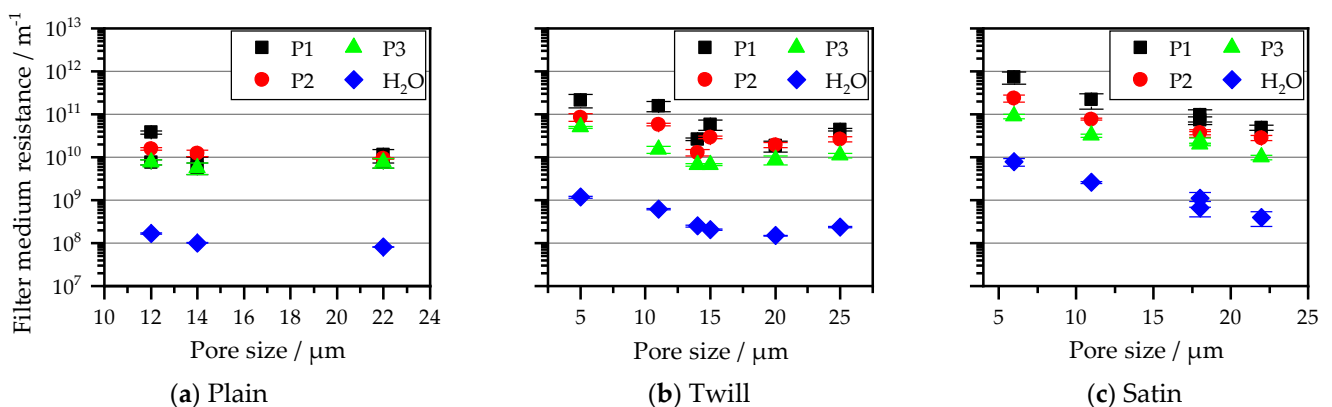 Filter medium resistance / m⁻¹
10¹³
10¹²
10¹¹
10¹⁰
10⁹
10⁸
10⁷
P1 P3
P2 H₂O
10 12 14 16 18 20 22 24
Pore size / µm
(a) Plain
P1 P3
P2 H₂O
5 10 15 20 25
Pore size / µm
(b) Twill
P1 P3
P2 H₂O
5 10 15 20 25
Pore size / µm
(c) Satin